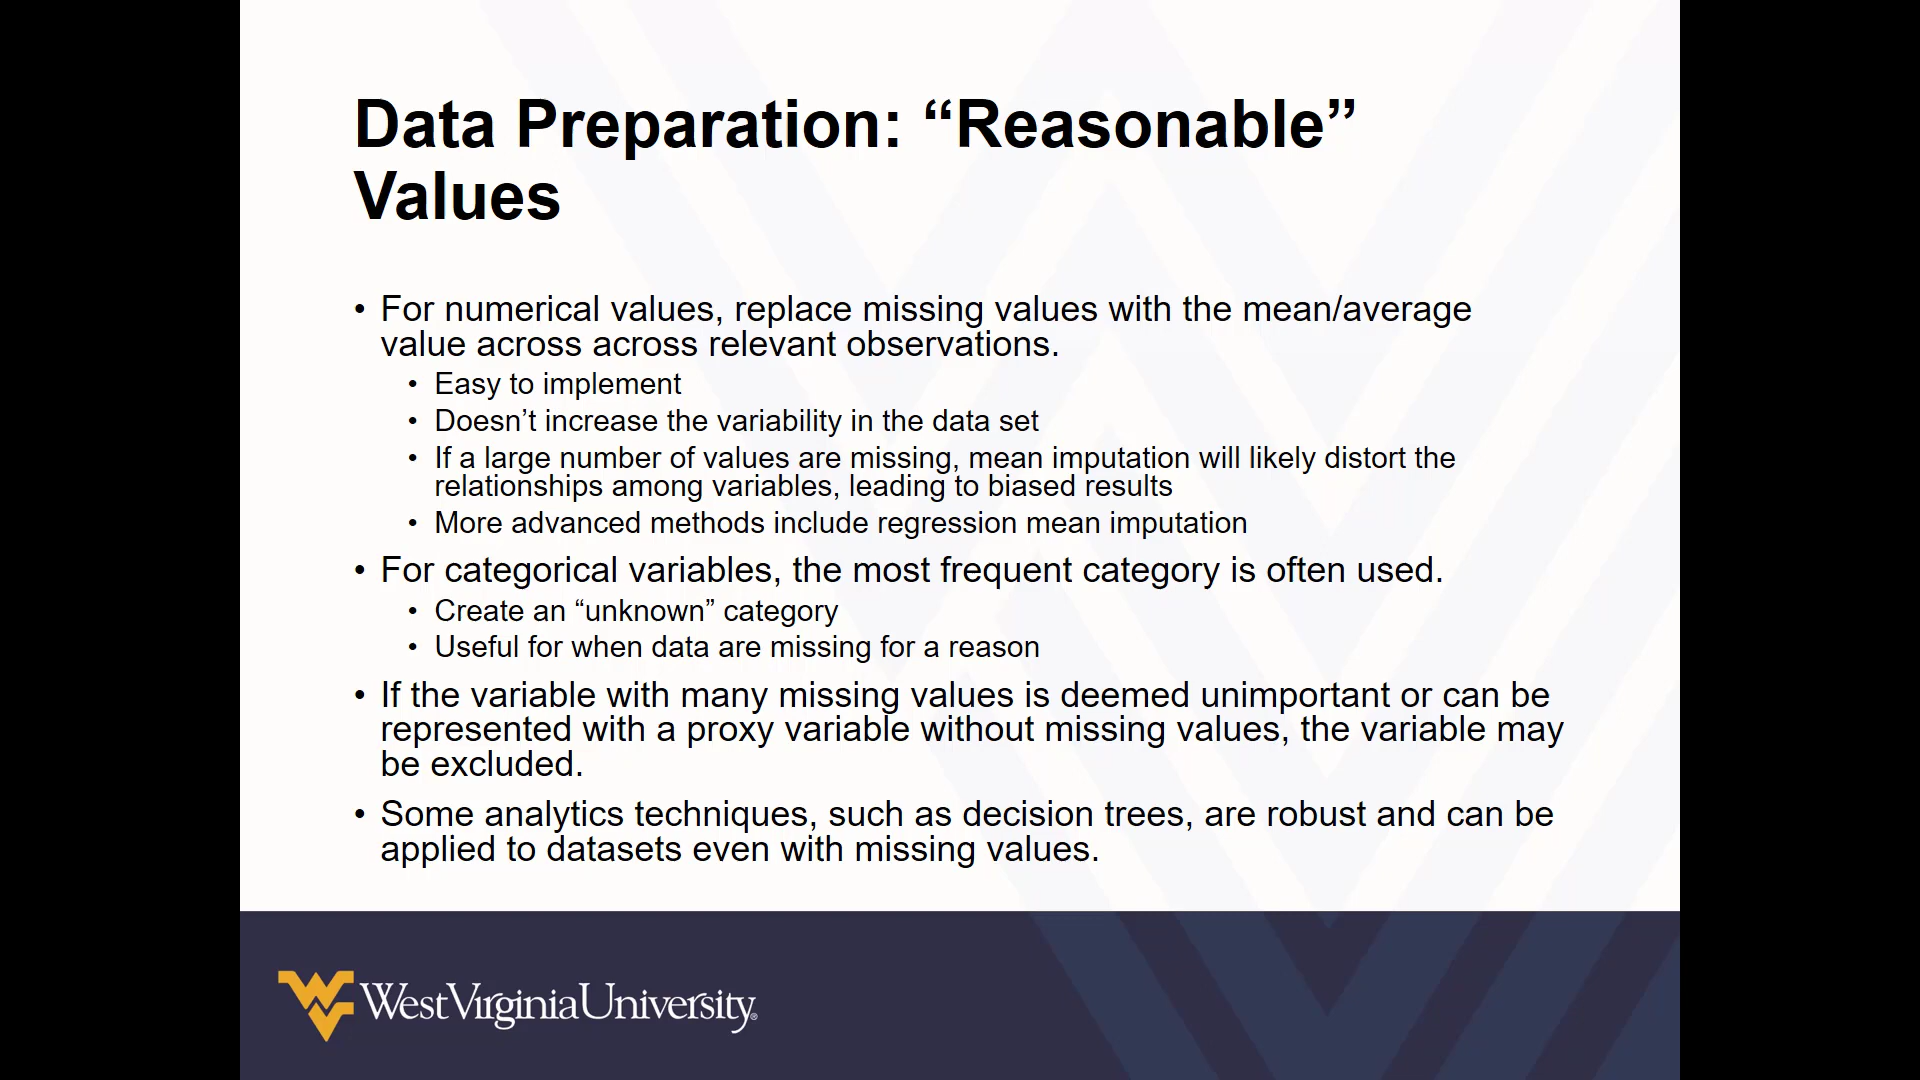 Data Preparation: “Reasonable”
Values
• For numerical values, replace missing values with the mean/average
value across across relevant observations.
• Easy to implement
• Doesn’t increase the variability in the data set
• If a large number of values are missing, mean imputation will likely distort the
relationships among variables, leading to biased results
• More advanced methods include regression mean imputation
• For categorical variables, the most frequent category is often used.
• Create an “unknown” category
• Useful for when data are missing for a reason
• If the variable with many missing values is deemed unimportant or can be
represented with a proxy variable without missing values, the variable may
be excluded.
• Some analytics techniques, such as decision trees, are robust and can be
applied to datasets even with missing values.
WestVirginiaUniversity®